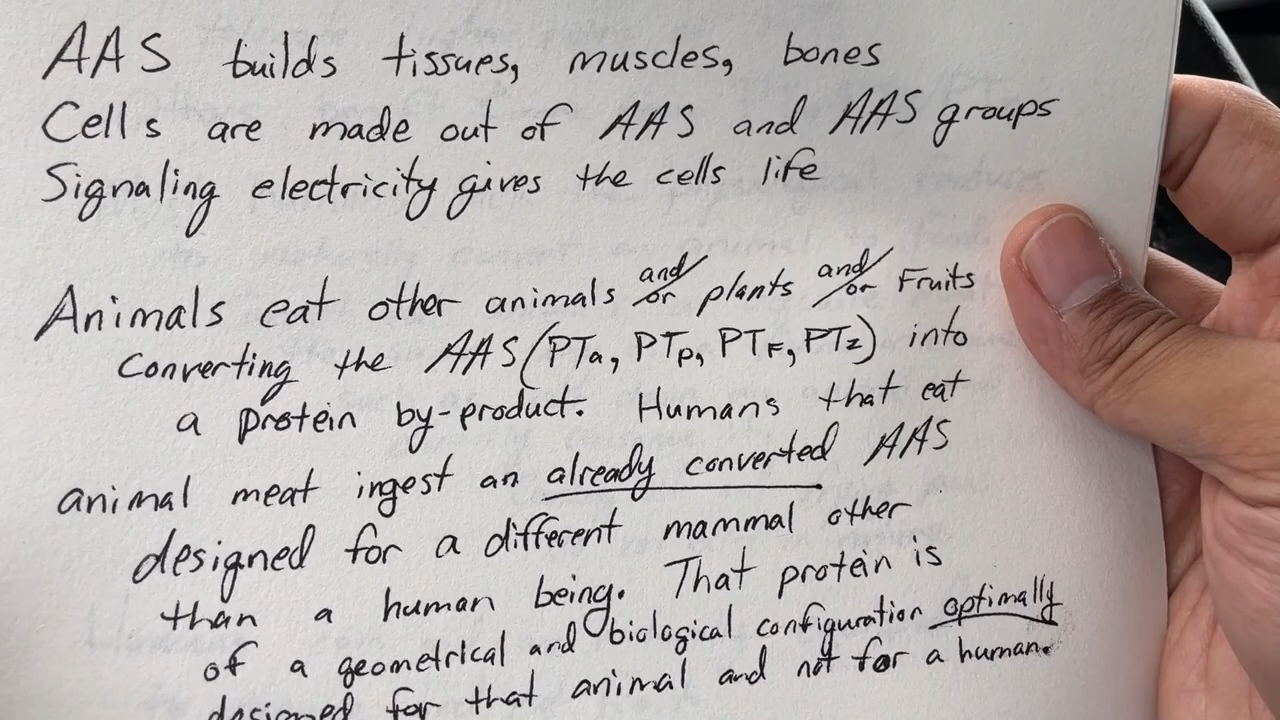 AAS builds tissues, muscles, bones
Cells are made out of AAS and AAS groups
Signaling electricity gives the cells life
Animals eat other animals and/or plants and/or Fruits
Converting the AAS (PTa, PTp, PTF, PTz) into
a protein by-product. Humans that eat
animal meat ingest an already converted AAS
designed for a different mammal other
than a human being. That protein is
of a geometrical and biological configuration optimally
designed for that animal and not for a human.